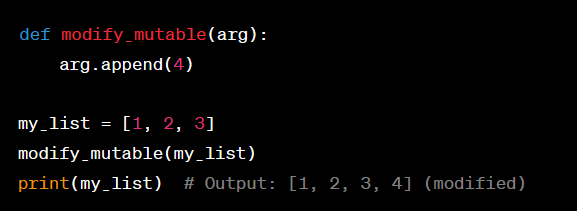 def modify_mutable(arg):
    arg.append(4)

my_list = [1, 2, 3]
modify_mutable(my_list)
print(my_list)  # Output: [1, 2, 3, 4] (modified)